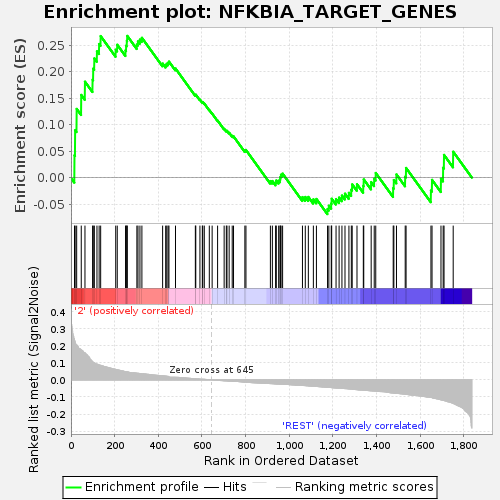 Enrichment plot: NFKBIA_TARGET_GENES
Enrichment score (ES)
0.25
0.20
0.15
0.10
0.05
0.00
-0.05
'2' (positively correlated)
Ranked list metric (Signal2Noise)
0.4
0.3
0.2
0.1
0.0
-0.1
-0.2
-0.3
Zero cross at 645
'REST' (negatively correlated)
0
200
400
600
800
1,000
1,200
1,400
1,600
1,800
Rank in Ordered Dataset
Enrichment profile
Hits
Ranking metric scores